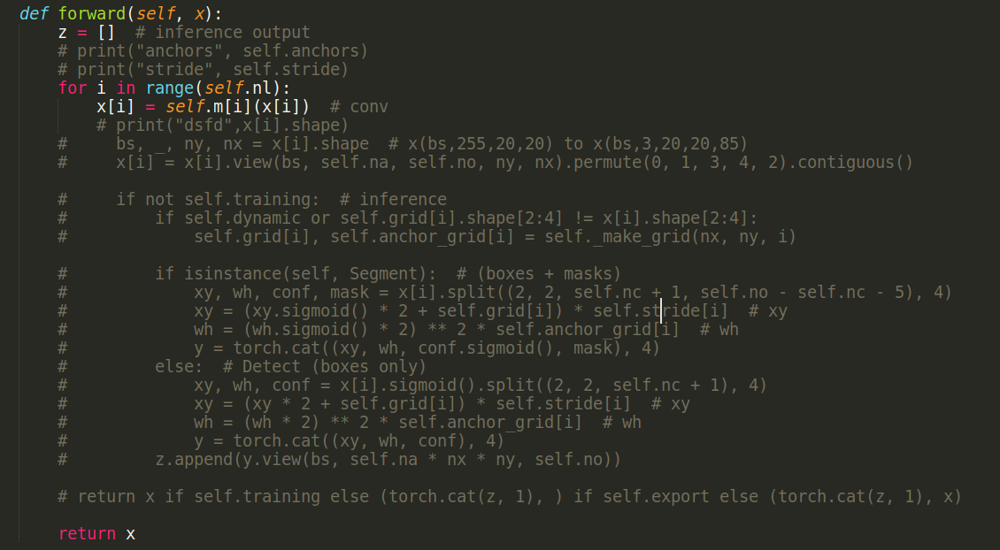 def forward(self, x):
    z = []  # inference output
    # print("anchors", self.anchors)
    # print("stride", self.stride)
    for i in range(self.nl):
        x[i] = self.m[i](x[i])  # conv
        # print("dsfd",x[i].shape)
    #     bs, _, ny, nx = x[i].shape  # x(bs,255,20,20) to x(bs,3,20,20,85)
    #     x[i] = x[i].view(bs, self.na, self.no, ny, nx).permute(0, 1, 3, 4, 2).contiguous()
    #     if not self.training:  # inference
    #         if self.dynamic or self.grid[i].shape[2:4] != x[i].shape[2:4]:
    #             self.grid[i], self.anchor_grid[i] = self._make_grid(nx, ny, i)
    #         if isinstance(self, Segment):  # (boxes + masks)
    #             xy, wh, conf, mask = x[i].split((2, 2, self.nc + 1, self.no - self.nc - 5), 4)
    #             xy = (xy.sigmoid() * 2 + self.grid[i]) * self.stride[i]  # xy
    #             wh = (wh.sigmoid() * 2) ** 2 * self.anchor_grid[i]  # wh
    #             y = torch.cat((xy, wh, conf.sigmoid(), mask), 4)
    #         else:  # Detect (boxes only)
    #             xy, wh, conf = x[i].sigmoid().split((2, 2, self.nc + 1), 4)
    #             xy = (xy * 2 + self.grid[i]) * self.stride[i]  # xy
    #             wh = (wh * 2) ** 2 * self.anchor_grid[i]  # wh
    #             y = torch.cat((xy, wh, conf), 4)
    #         z.append(y.view(bs, self.na * nx * ny, self.no))
    # return x if self.training else (torch.cat(z, 1), ) if self.export else (torch.cat(z, 1), x)
    return x